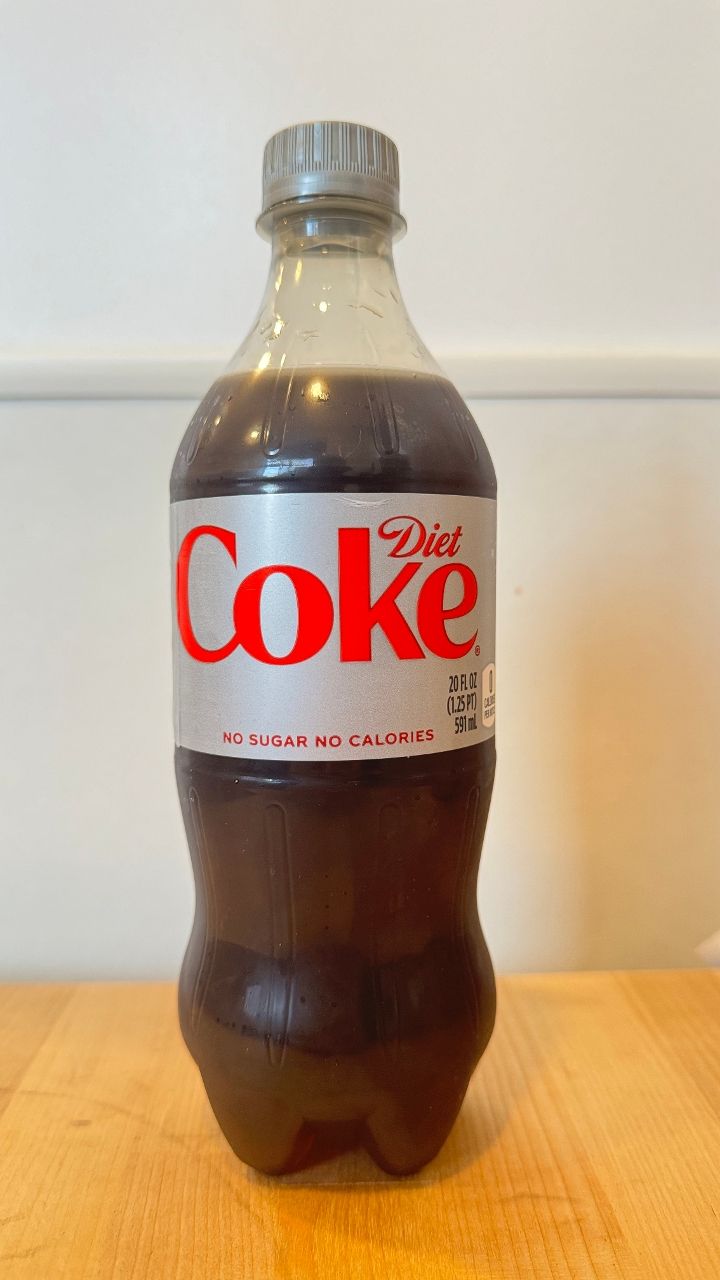 Diet
Coke®
20 FL OZ
(1.25 PT)
591 mL
0
NO SUGAR NO CALORIES